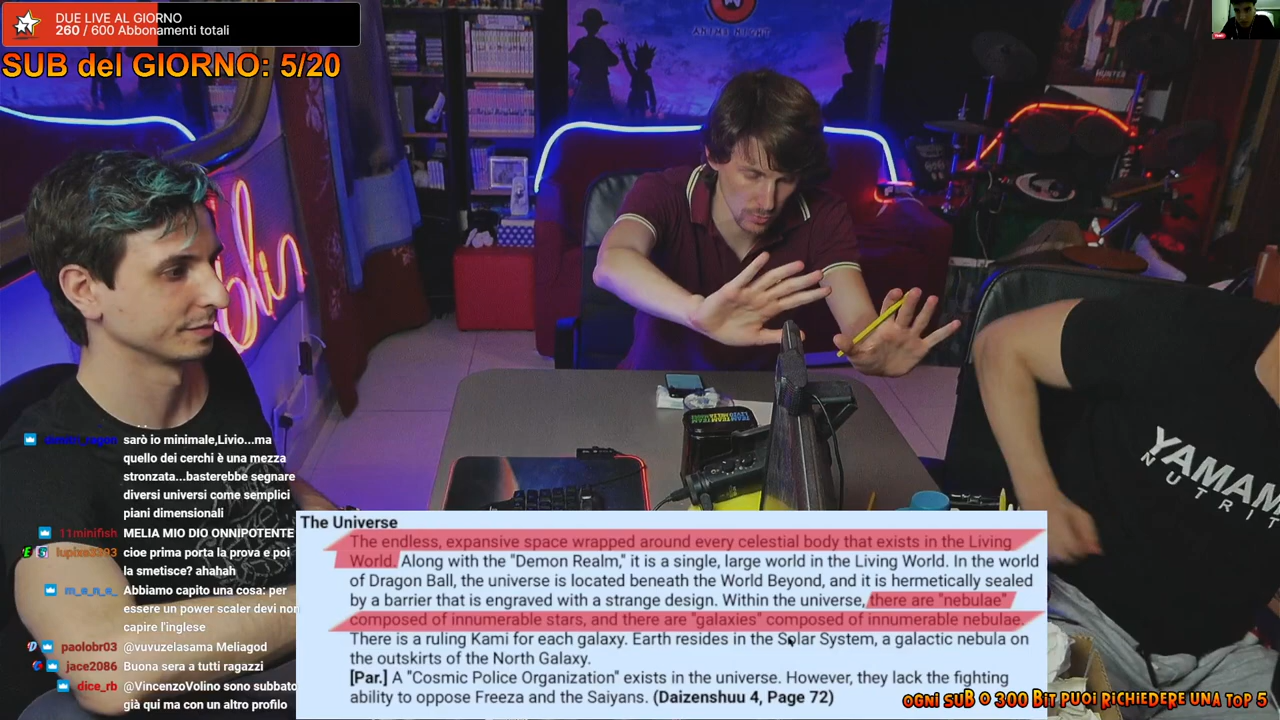 DUE LIVE AL GIORNO
260 / 600 Abbonamenti totali
SUB del GIORNO: 5/20
ANIME NIGHT
sarò io minimale,Livio...ma
quello dei cerchi è una mezza
stronzata...basterebbe segnare
diversi universi come semplici
piani dimensionali
11minifish MELIA MIO DIO ONNIPOTENTE
cioe prima porta la prova e poi
la smetisce? ahahah
m_a_n_a_ Abbiamo capito una cosa: per
essere un power scaler devi non
capire l'inglese
paolobr03 @vuvuzelasama Meliagod
jace2086 Buona sera a tutti ragazzi
dice_rb @VincenzoVolino sono subbato
già qui ma con un altro profilo
YAMAM
NUTRIT
The Universe
The endless, expansive space wrapped around every celestial body that exists in the Living
World. Along with the "Demon Realm," it is a single, large world in the Living World. In the world
of Dragon Ball, the universe is located beneath the World Beyond, and it is hermetically sealed
by a barrier that is engraved with a strange design. Within the universe, there are "nebulae"
composed of innumerable stars, and there are "galaxies" composed of innumerable nebulae.
There is a ruling Kami for each galaxy. Earth resides in the Solar System, a galactic nebula on
the outskirts of the North Galaxy.
[Par.] A "Cosmic Police Organization" exists in the universe. However, they lack the fighting
ability to oppose Freeza and the Saiyans. (Daizenshuu 4, Page 72)
OGNI SUB O 300 BIT PUOI RICHIEDERE UNA TOP 5